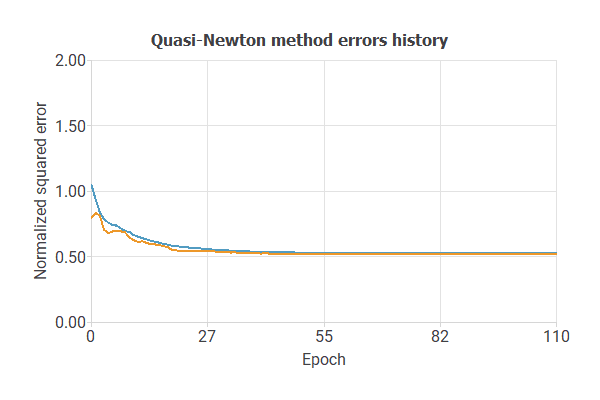 Quasi-Newton method errors history
2.00
1.50
1.00
0.50
0.00
Normalized squared error
0 27 55 82 110
Epoch